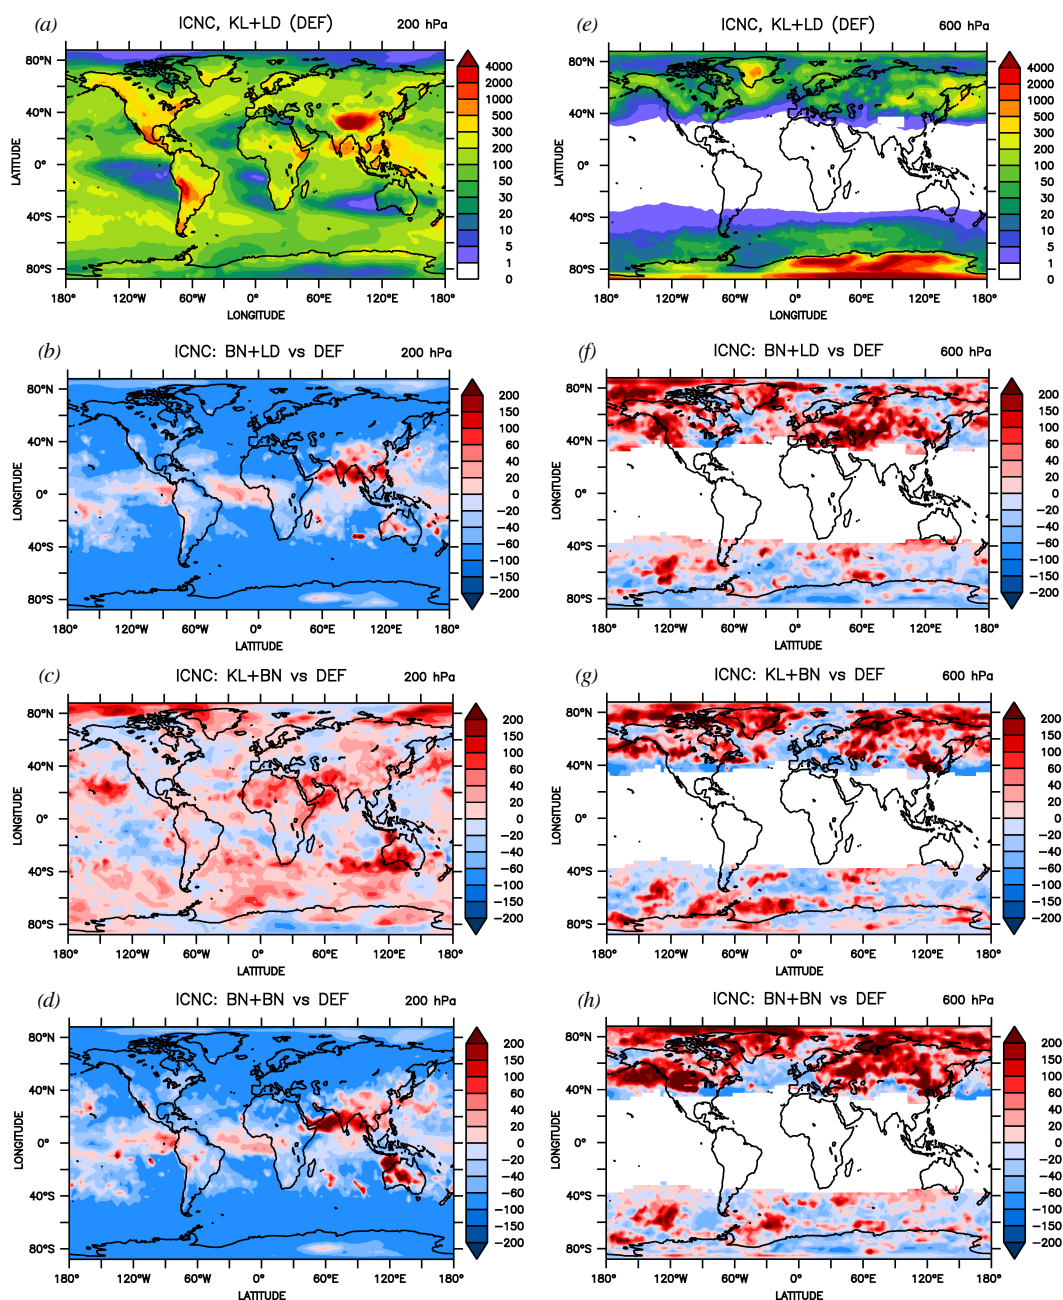 (a) ICNC, KL+LD (DEF) 200 hPa
80°N
40°N
0°
40°S
80°S
LATITUDE
180° 120°W 60°W 0° 60°E 120°E 180°
LONGITUDE
4000
2000
1000
500
300
200
100
50
30
20
10
5
1
0
(e) ICNC, KL+LD (DEF) 600 hPa
80°N
40°N
0°
40°S
80°S
LATITUDE
180° 120°W 60°W 0° 60°E 120°E 180°
LONGITUDE
4000
2000
1000
500
300
200
100
50
30
20
10
5
1
0
(b) ICNC: BN+LD vs DEF 200 hPa
80°N
40°N
0°
40°S
80°S
LONGITUDE
180° 120°W 60°W 0° 60°E 120°E 180°
LATITUDE
200
150
100
60
40
20
0
−20
−40
−60
−100
−150
−200
(f) ICNC: BN+LD vs DEF 600 hPa
80°N
40°N
0°
40°S
80°S
LONGITUDE
180° 120°W 60°W 0° 60°E 120°E 180°
LATITUDE
200
150
100
60
40
20
0
−20
−40
−60
−100
−150
−200
(c) ICNC: KL+BN vs DEF 200 hPa
80°N
40°N
0°
40°S
80°S
LONGITUDE
180° 120°W 60°W 0° 60°E 120°E 180°
LATITUDE
200
150
100
60
40
20
0
−20
−40
−60
−100
−150
−200
(g) ICNC: KL+BN vs DEF 600 hPa
80°N
40°N
0°
40°S
80°S
LONGITUDE
180° 120°W 60°W 0° 60°E 120°E 180°
LATITUDE
200
150
100
60
40
20
0
−20
−40
−60
−100
−150
−200
(d) ICNC: BN+BN vs DEF 200 hPa
80°N
40°N
0°
40°S
80°S
LONGITUDE
180° 120°W 60°W 0° 60°E 120°E 180°
LATITUDE
200
150
100
60
40
20
0
−20
−40
−60
−100
−150
−200
(h) ICNC: BN+BN vs DEF 600 hPa
80°N
40°N
0°
40°S
80°S
LONGITUDE
180° 120°W 60°W 0° 60°E 120°E 180°
LATITUDE
200
150
100
60
40
20
0
−20
−40
−60
−100
−150
−200